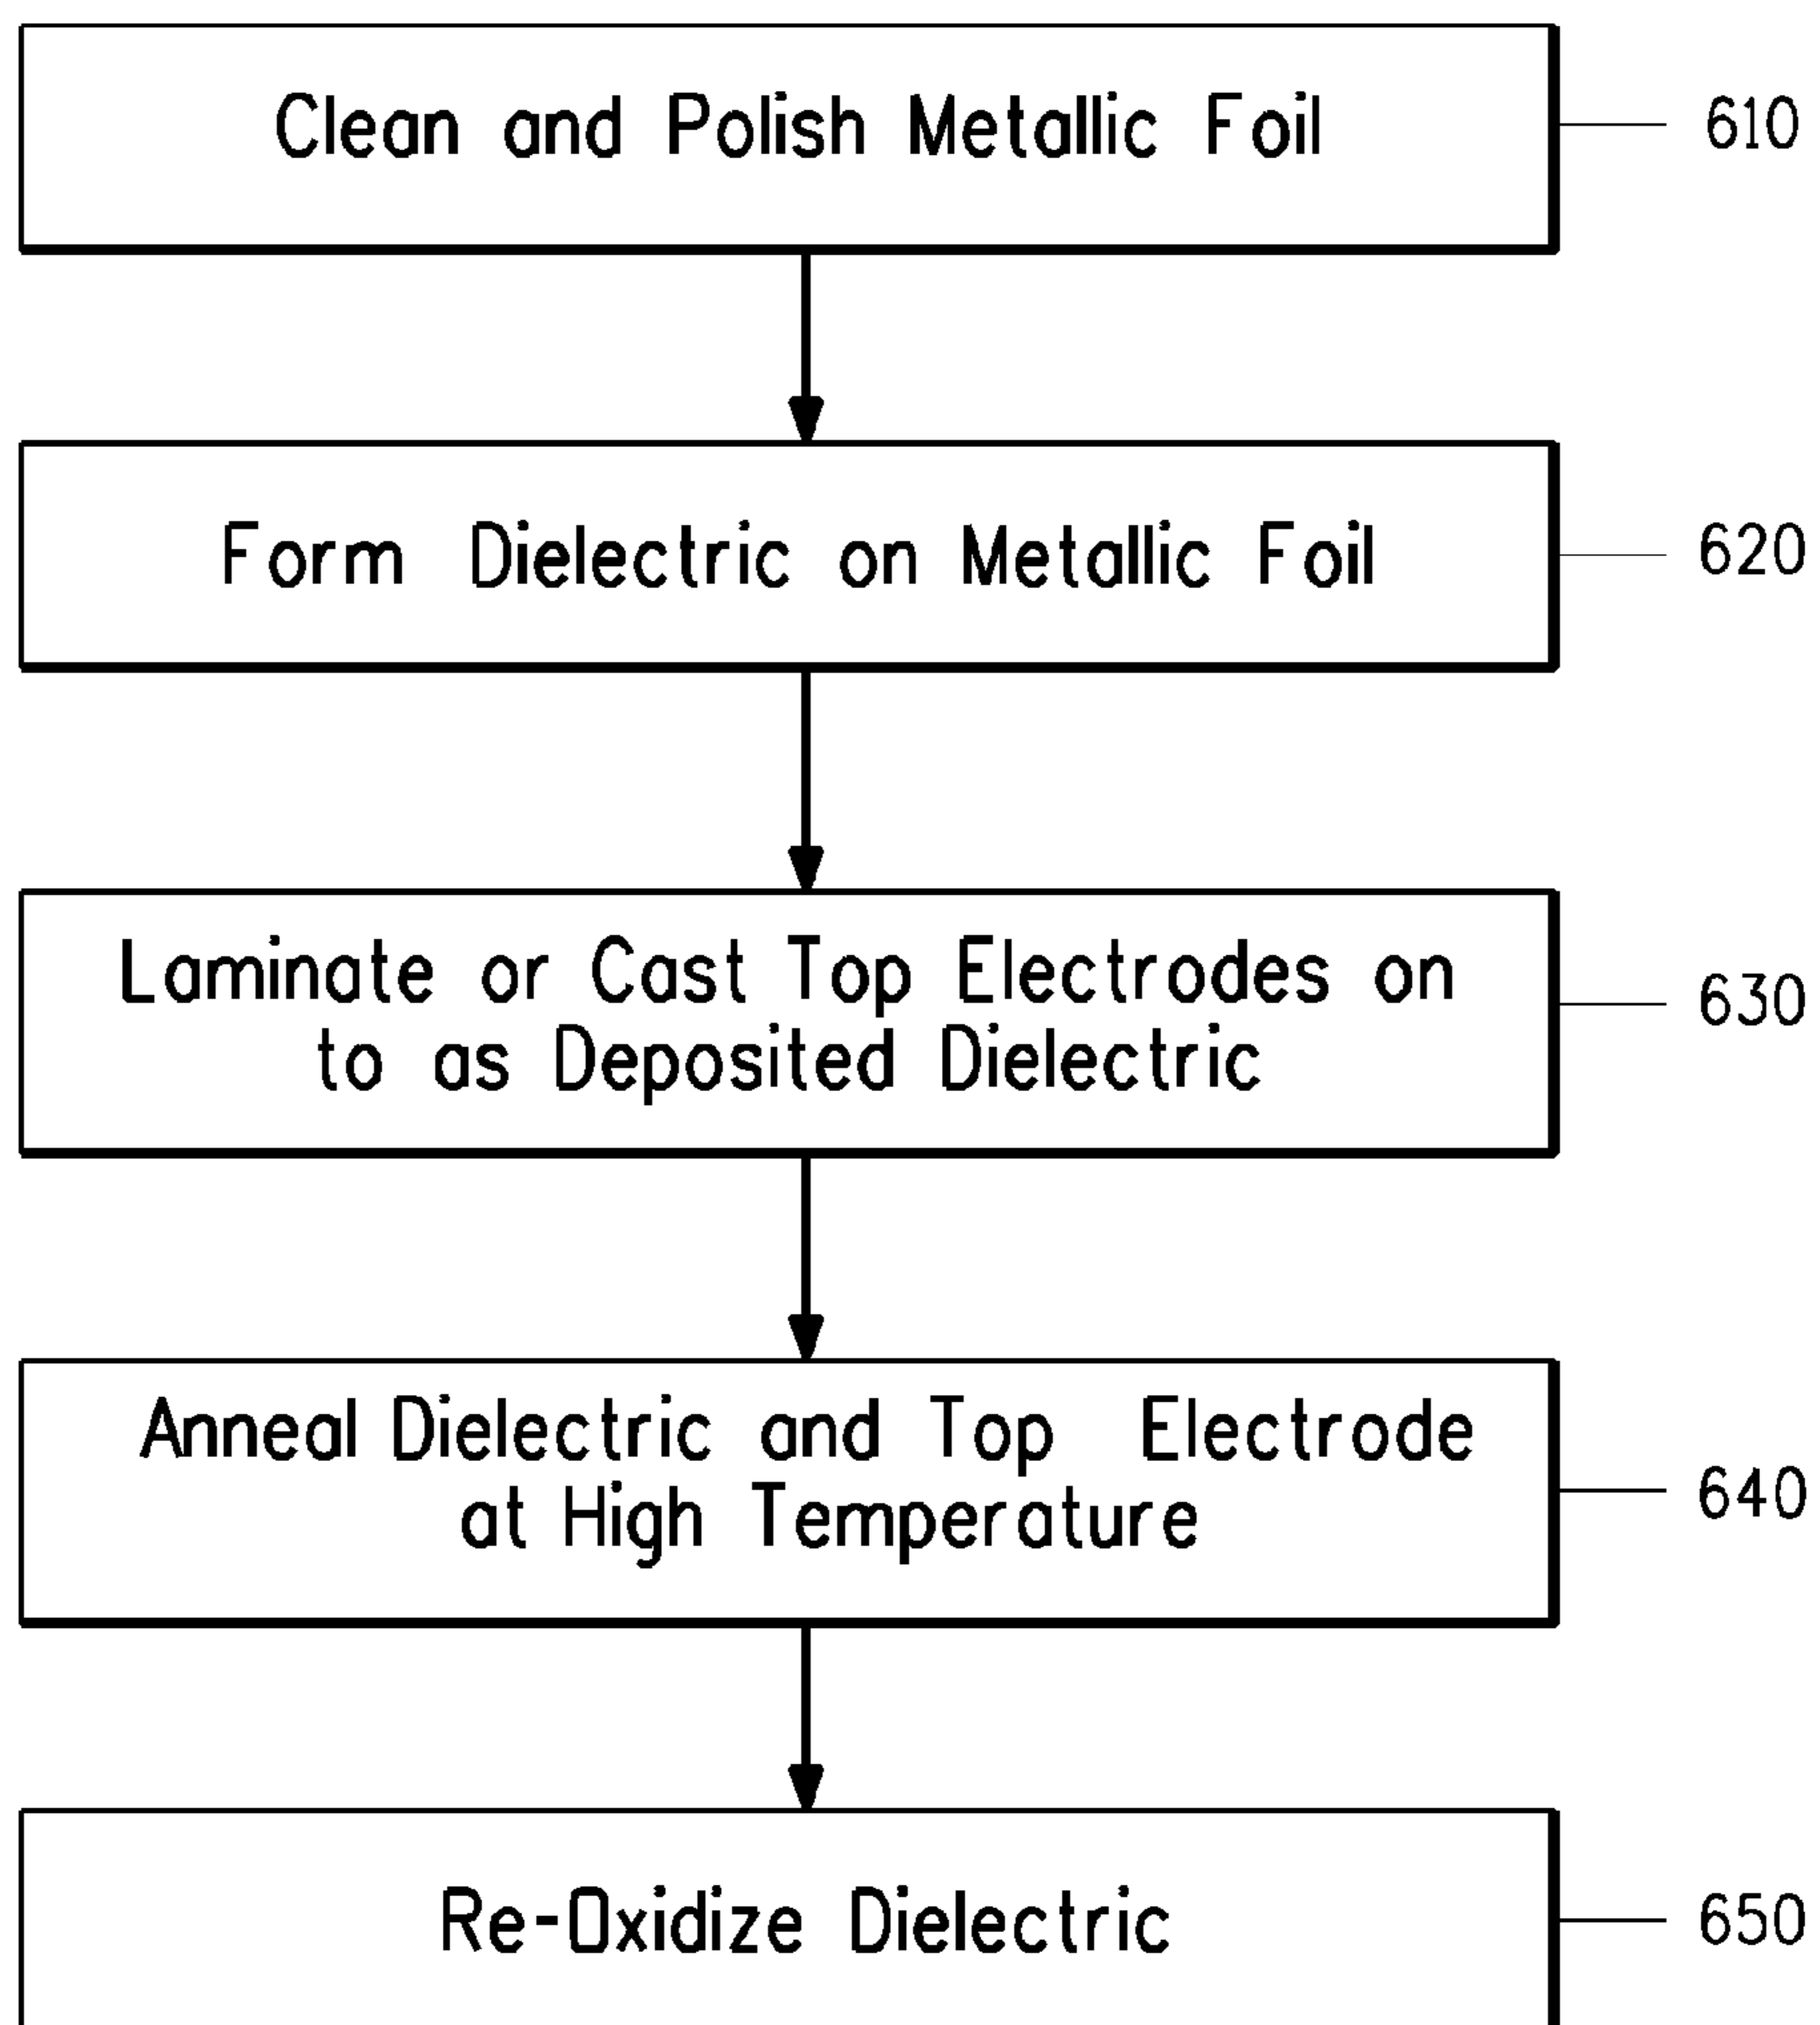 Clean and Polish Metallic Foil
610
Form Dielectric on Metallic Foil
620
Laminate or Cast Top Electrodes on
to as Deposited Dielectric
630
Anneal Dielectric and Top Electrode
at High Temperature
640
Re-Oxidize Dielectric
650